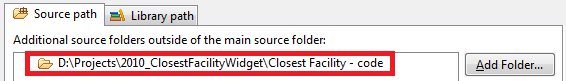 Source path Library path
Additional source folders outside of the main source folder:
D:\Projects\2010_ClosestFacilityWidget\Closest Facility - code
Add Folder...